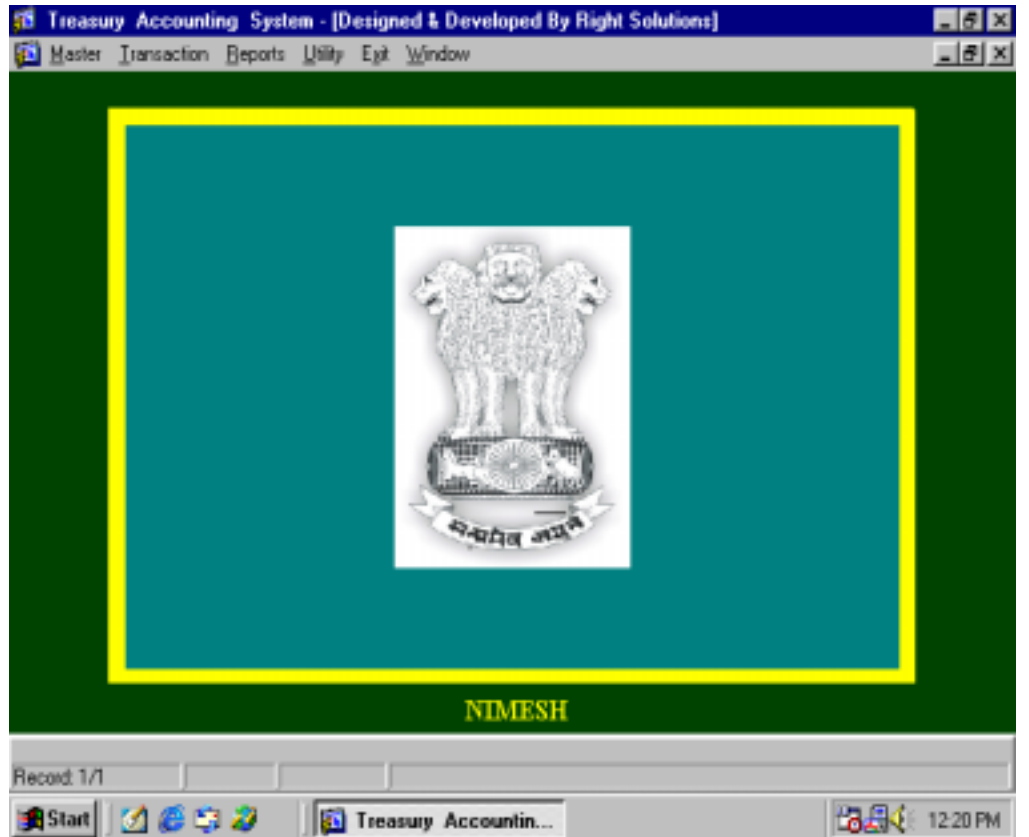 Treasury Accounting System - [Designed & Developed By Right Solutions]
Master Transaction Reports Utility Exit Window
NIMESH
Record: 1/1
Start Treasury Accountin... 12:20 PM